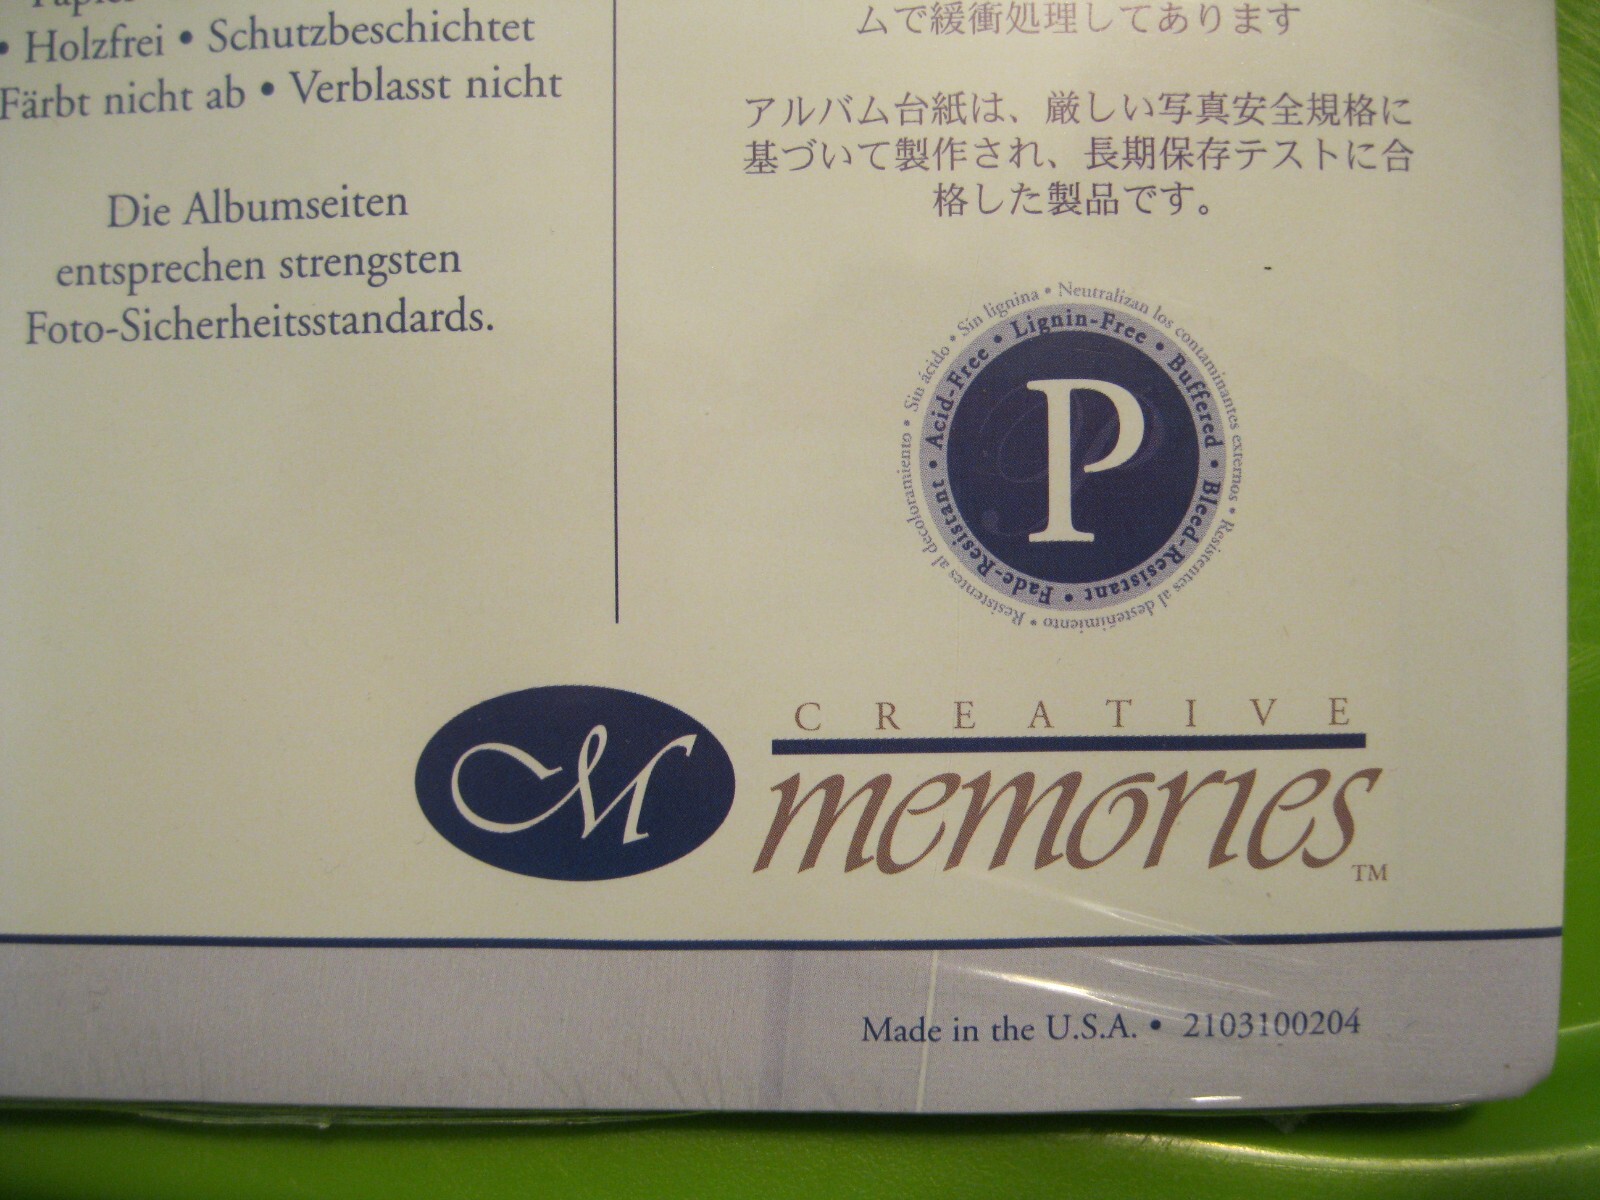 • Holzfrei • Schutzbeschichtet
Färbt nicht ab • Verblasst nicht
Die Albumseiten
entsprechen strengsten
Foto-Sicherheitsstandards.
ムで緩衝処理してあります
アルバム台紙は、厳しい写真安全規格に
基づいて製作され、長期保存テストに合
格した製品です。
Sin ácido • Sin lignina • Neutralizan los contaminantes externos • Resistentes al desteñimiento • Resistentes al decoloramiento •
Acid-Free • Lignin-Free • Buffered • Bleed-Resistant • Fade-Resistant •
P
M
CREATIVE
memories™
Made in the U.S.A. • 2103100204